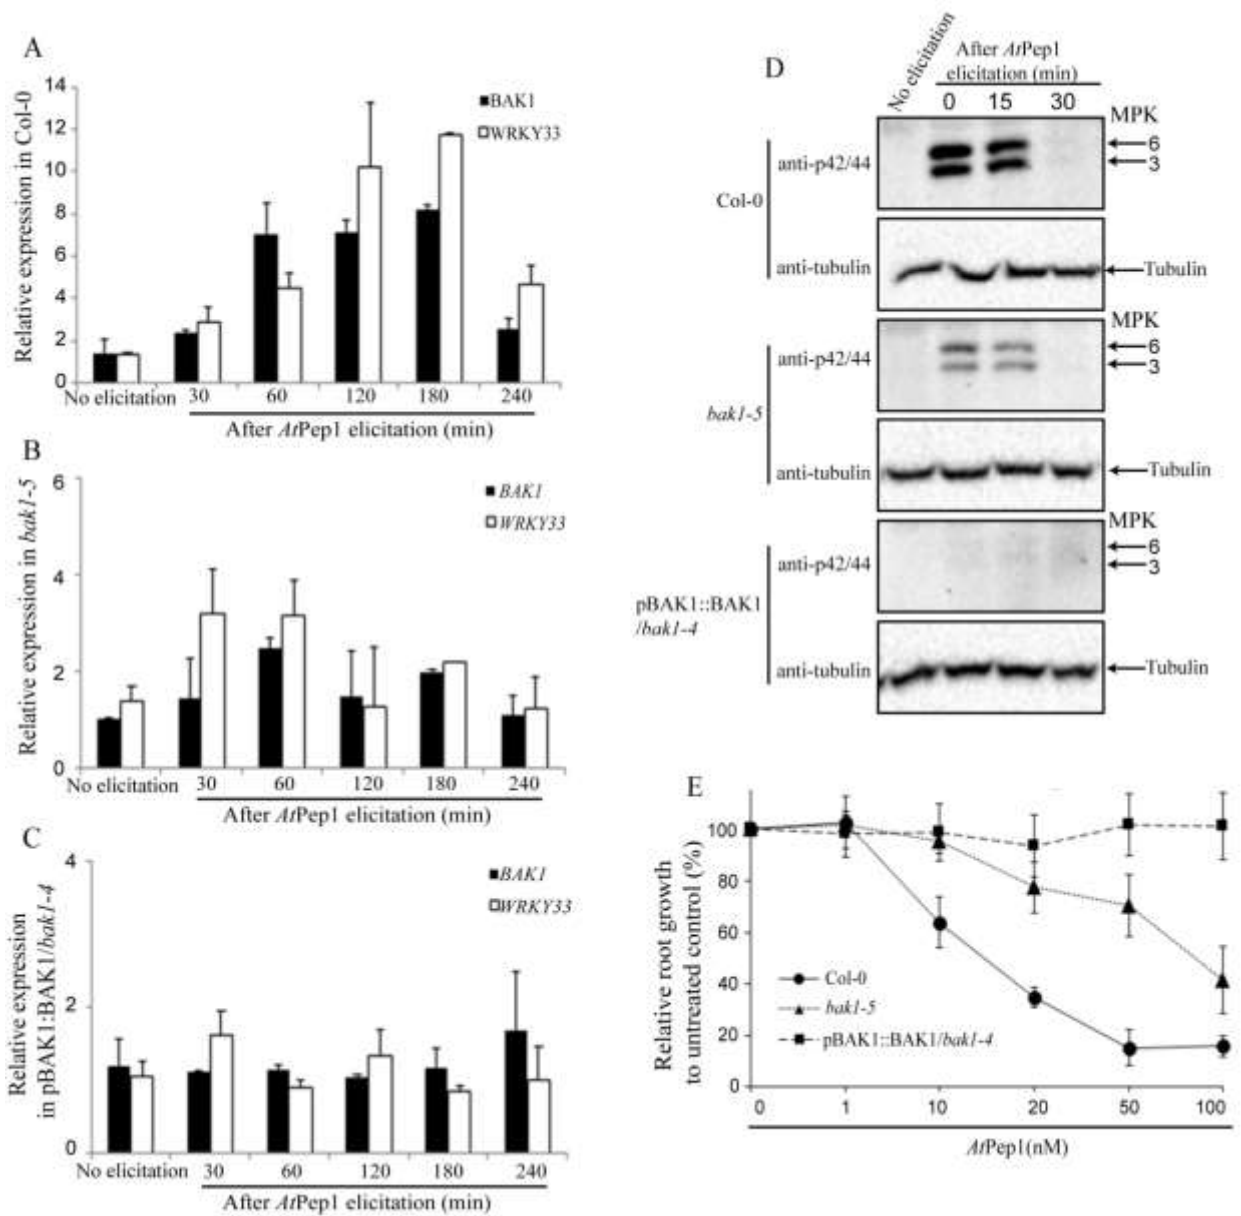 A
Relative expression in Col-0
14
12
10
8
6
4
2
0
BAK1
WRKY33
No elicitation 30 60 120 180 240
After AtPep1 elicitation (min)
B
Relative expression in bak1-5
6
4
2
0
BAK1
WRKY33
No elicitation 30 60 120 180 240
After AtPep1 elicitation (min)
C
Relative expression
in pBAK1:BAK1/bak1-4
4
2
0
BAK1
WRKY33
No elicitation 30 60 120 180 240
After AtPep1 elicitation (min)
D
No elicitation
After AtPep1
elicitation (min)
0 15 30
MPK
Col-0
anti-p42/44
6
3
anti-tubulin
Tubulin
MPK
bak1-5
anti-p42/44
6
3
anti-tubulin
Tubulin
MPK
pBAK1::BAK1
/bak1-4
anti-p42/44
6
3
anti-tubulin
Tubulin
E
Relative root growth
to untreated control (%)
100
80
60
40
20
0
Col-0
bak1-5
pBAK1::BAK1/bak1-4
0 1 10 20 50 100
AtPep1(nM)